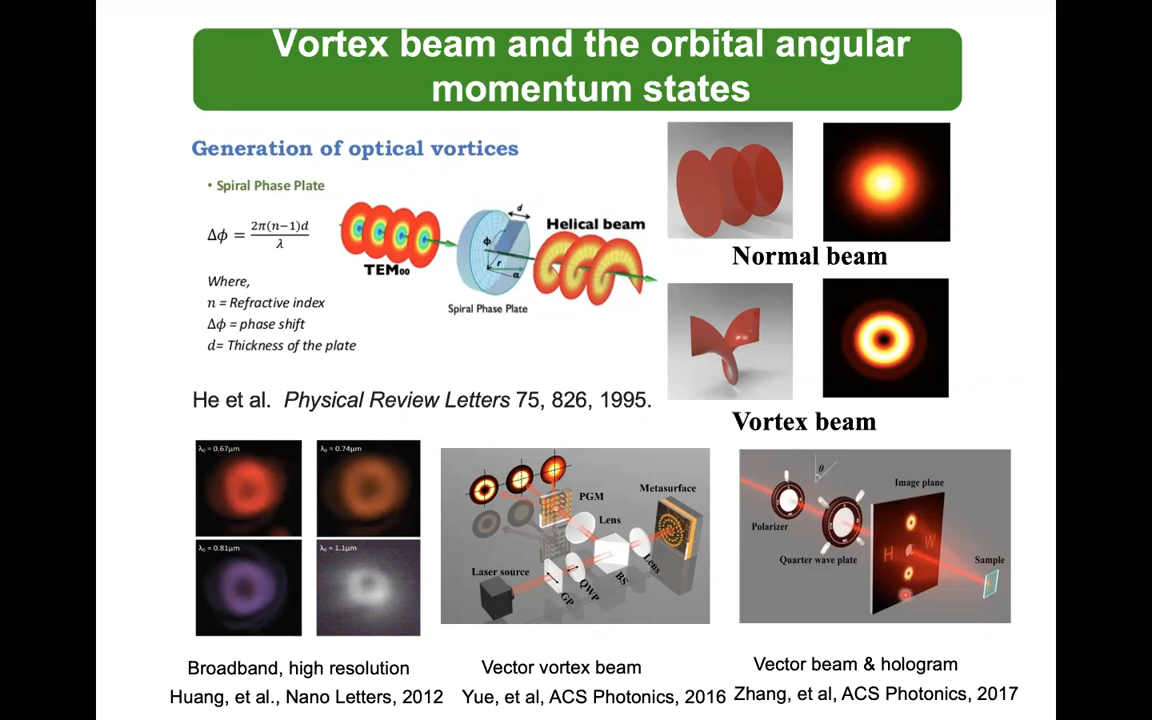 Vortex beam and the orbital angular
momentum states
Generation of optical vortices
• Spiral Phase Plate
Δϕ = 2π(n−1)d / λ
Where,
n = Refractive index
Δϕ = phase shift
d= Thickness of the plate
TEM₀₀
d
ϕ
r
α
Spiral Phase Plate
Helical beam
Normal beam
Vortex beam
He et al. Physical Review Letters 75, 826, 1995.
λ₀ = 0.67μm
λ₀ = 0.74μm
λ₀ = 0.81μm
λ₀ = 1.1μm
PGM
Metasurface
Lens
Laser source
BS
Lens
GP
QWP
θ
Image plane
Polarizer
H
W
Quarter wave plate
Sample
Broadband, high resolution
Huang, et al., Nano Letters, 2012
Vector vortex beam
Yue, et al, ACS Photonics, 2016
Vector beam & hologram
Zhang, et al, ACS Photonics, 2017